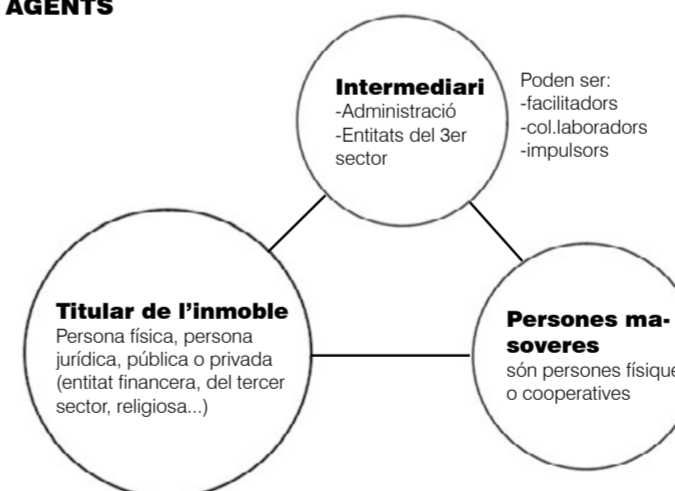 AGENTS
Intermediari
-Administració
-Entitats del 3er
sector
Poden ser:
-facilitadors
-col.laboradors
-impulsors
Titular de l'inmoble
Persona física, persona
jurídica, pública o privada
(entitat financera, del tercer
sector, religiosa...)
Persones ma-
soveres
són persones físique
o cooperatives